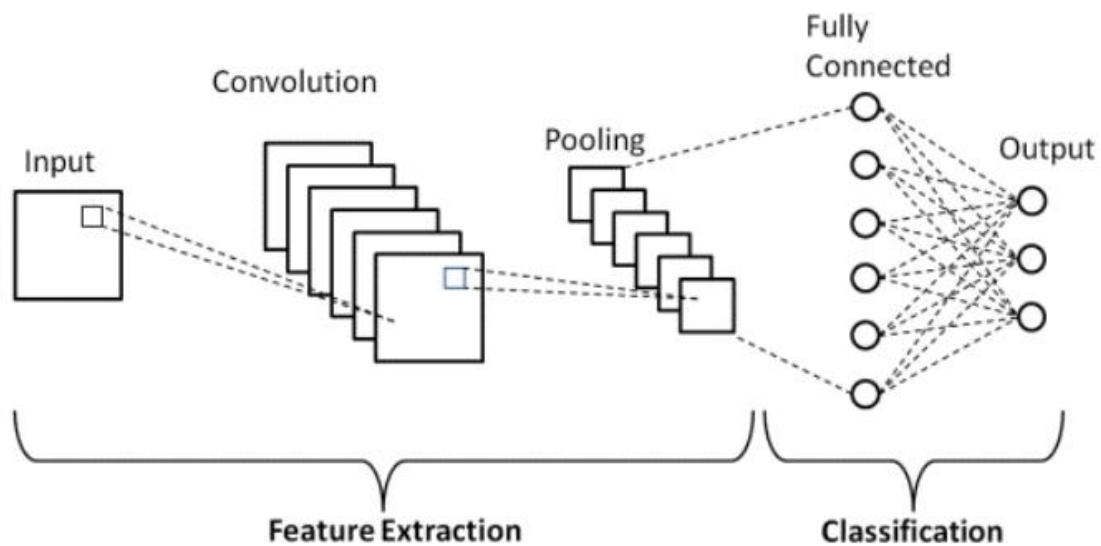 Input
Convolution
Pooling
Fully
Connected
Output
Feature Extraction
Classification